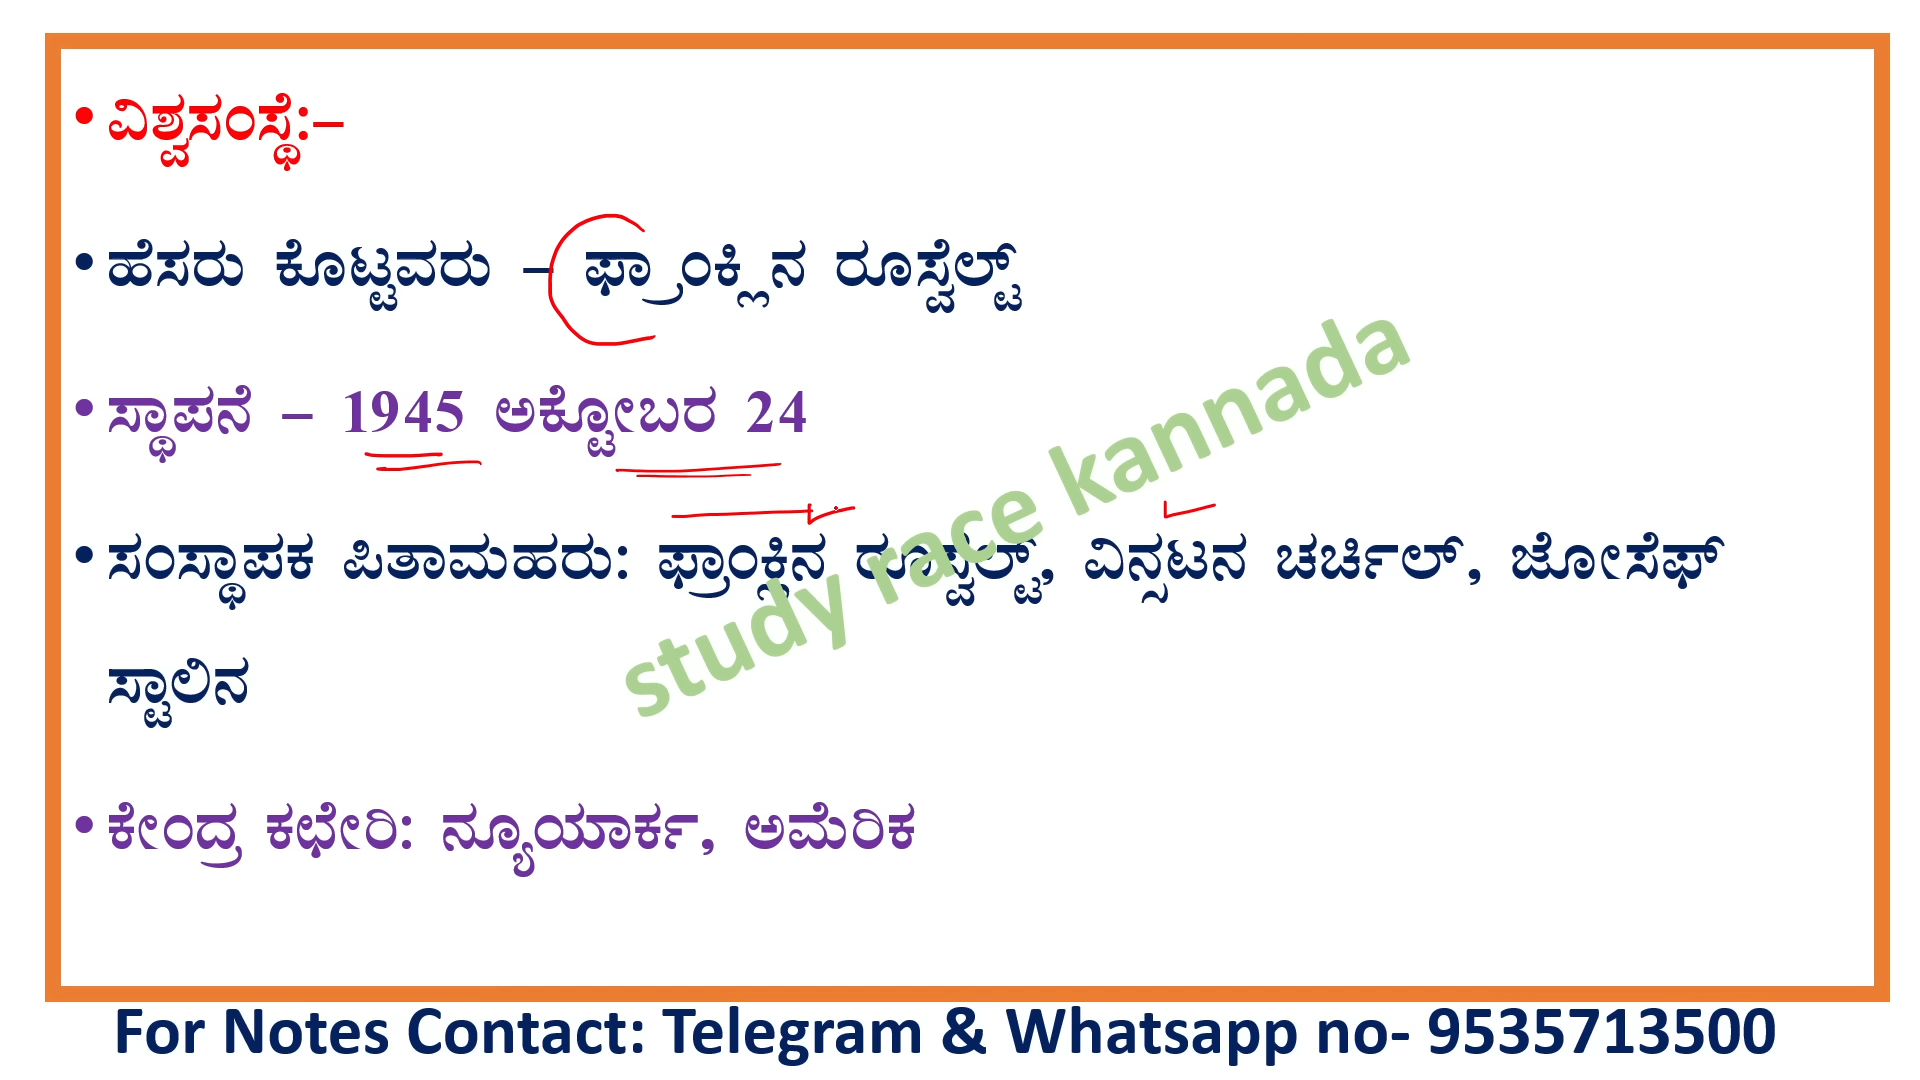 • ವಿಶ್ವಸಂಸ್ಥೆ:–
• ಹೆಸರು ಕೊಟ್ಟವರು – ಫ್ರಾಂಕ್ಲಿನ ರೂಸ್ವೆಲ್ಟ್
• ಸ್ಥಾಪನೆ – 1945 ಅಕ್ಟೋಬರ 24
• ಸಂಸ್ಥಾಪಕ ಪಿತಾಮಹರು: ಫ್ರಾಂಕ್ಲಿನ ರೂಸ್ವೆಲ್ಟ್, ವಿನ್ಸಟನ ಚರ್ಚಿಲ್, ಜೋಸೆಫ್
ಸ್ಟಾಲಿನ
• ಕೇಂದ್ರ ಕಛೇರಿ: ನ್ಯೂಯಾರ್ಕ, ಅಮೆರಿಕ
study race kannada
For Notes Contact: Telegram & Whatsapp no- 9535713500